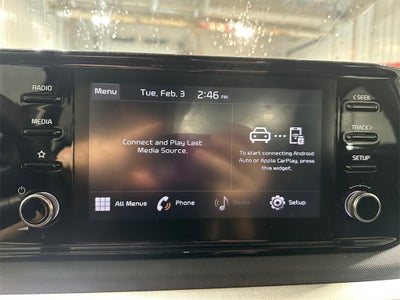 RADIO
MEDIA
Menu Tue, Feb. 3 2:46 PM
Connect and Play Last
Media Source.
To start connecting Android
Auto or Apple CarPlay, press
this widget.
All Menus Phone Media Setup
< SEEK
TRACK >
SETUP